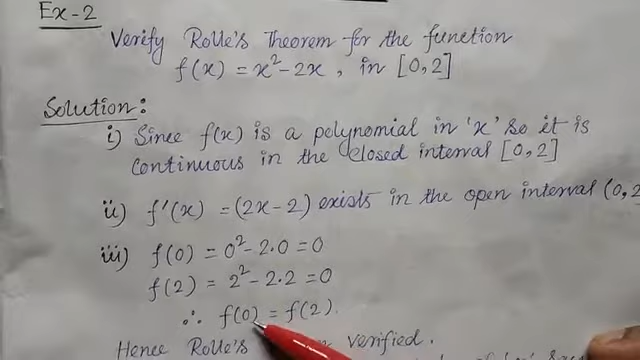 Ex-2
Verify Rolle's Theorem for the function
f(x) = x² - 2x , in [0,2]
Solution:
i) Since f(x) is a polynomial in 'x' so it is
continuous in the closed interval [0,2]
ii) f'(x) = (2x-2) exists in the open interval (0,2
iii) f(0) = 0² - 2.0 = 0
f(2) = 2² - 2.2 = 0
∴ f(0) = f(2).
Hence Rolle's verified.